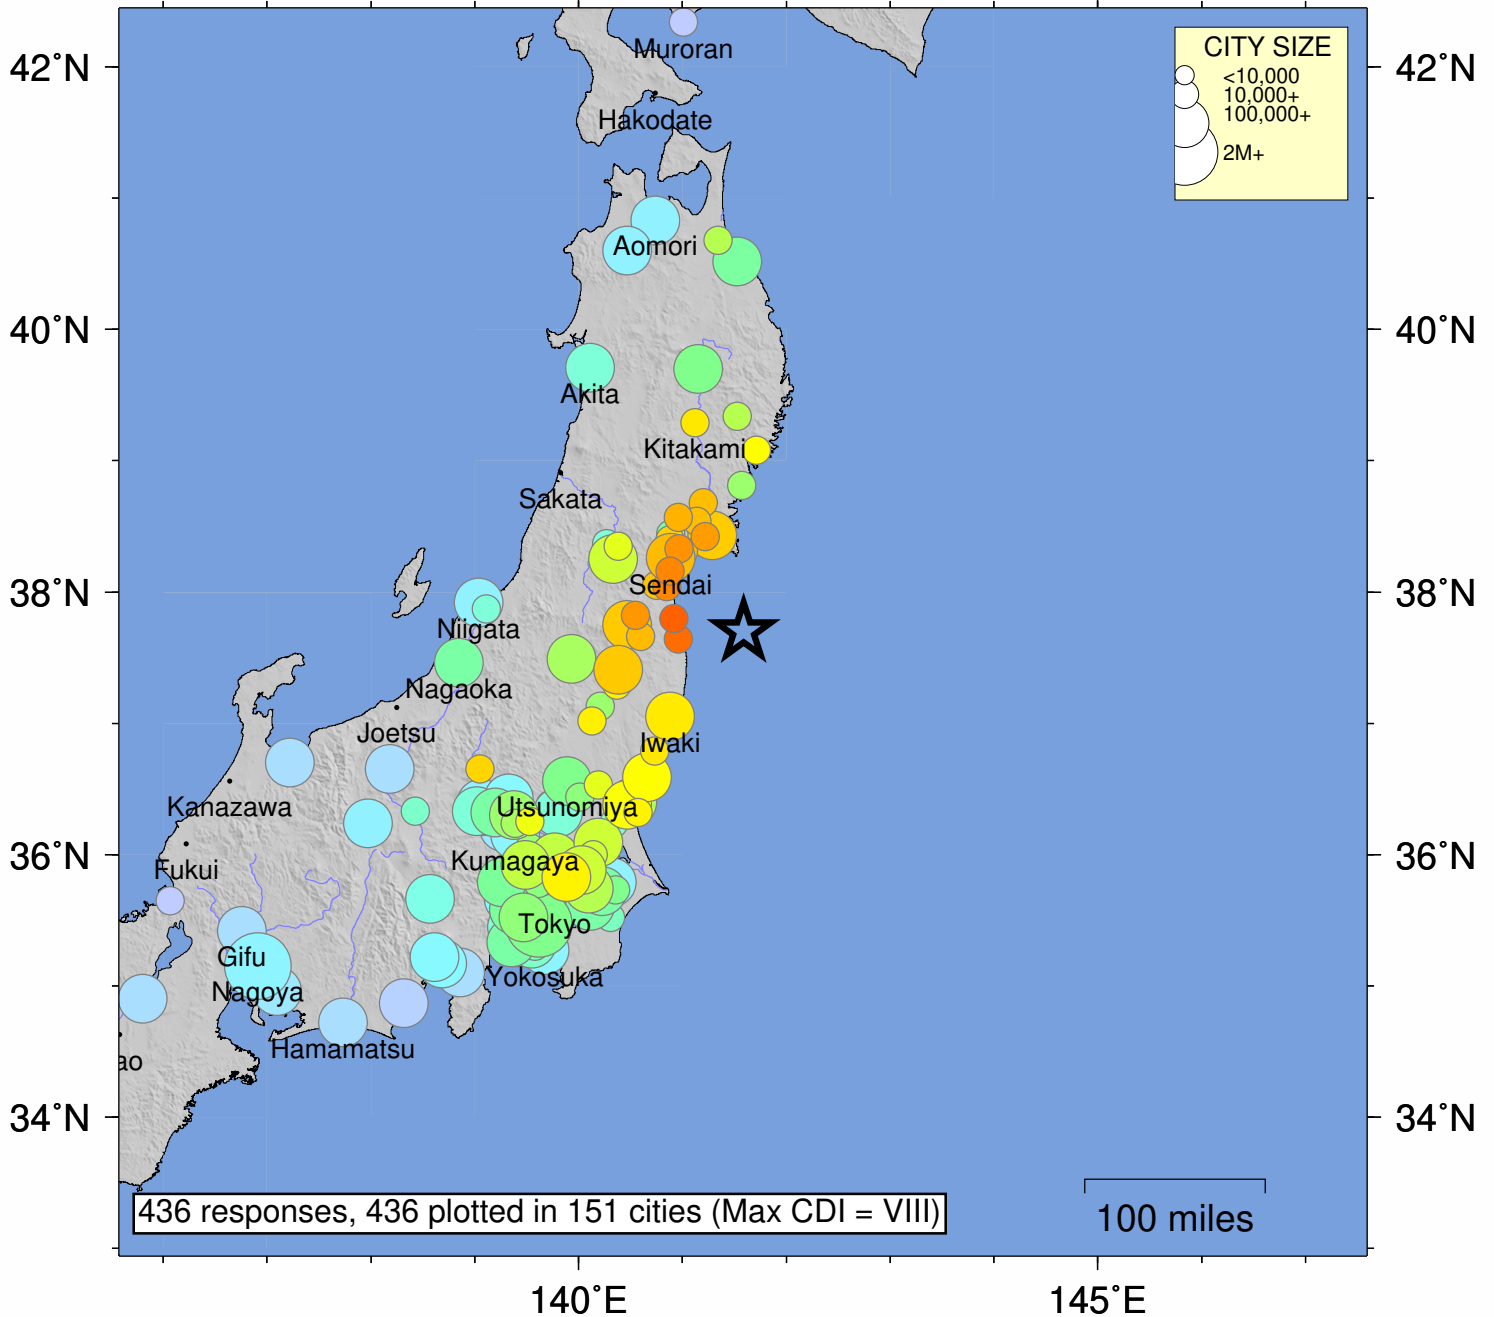 42°N
42°N
CITY SIZE
<10,000
10,000+
100,000+
2M+
Muroran
Hakodate
Aomori
40°N
40°N
Akita
Kitakami
Sakata
38°N
38°N
Sendai
Niigata
Nagaoka
Joetsu
Iwaki
Kanazawa
Utsunomiya
36°N
36°N
Kumagaya
Fukui
Tokyo
Gifu
Yokosuka
Nagoya
Hamamatsu
ao
34°N
34°N
436 responses, 436 plotted in 151 cities (Max CDI = VIII)
100 miles
140°E
145°E